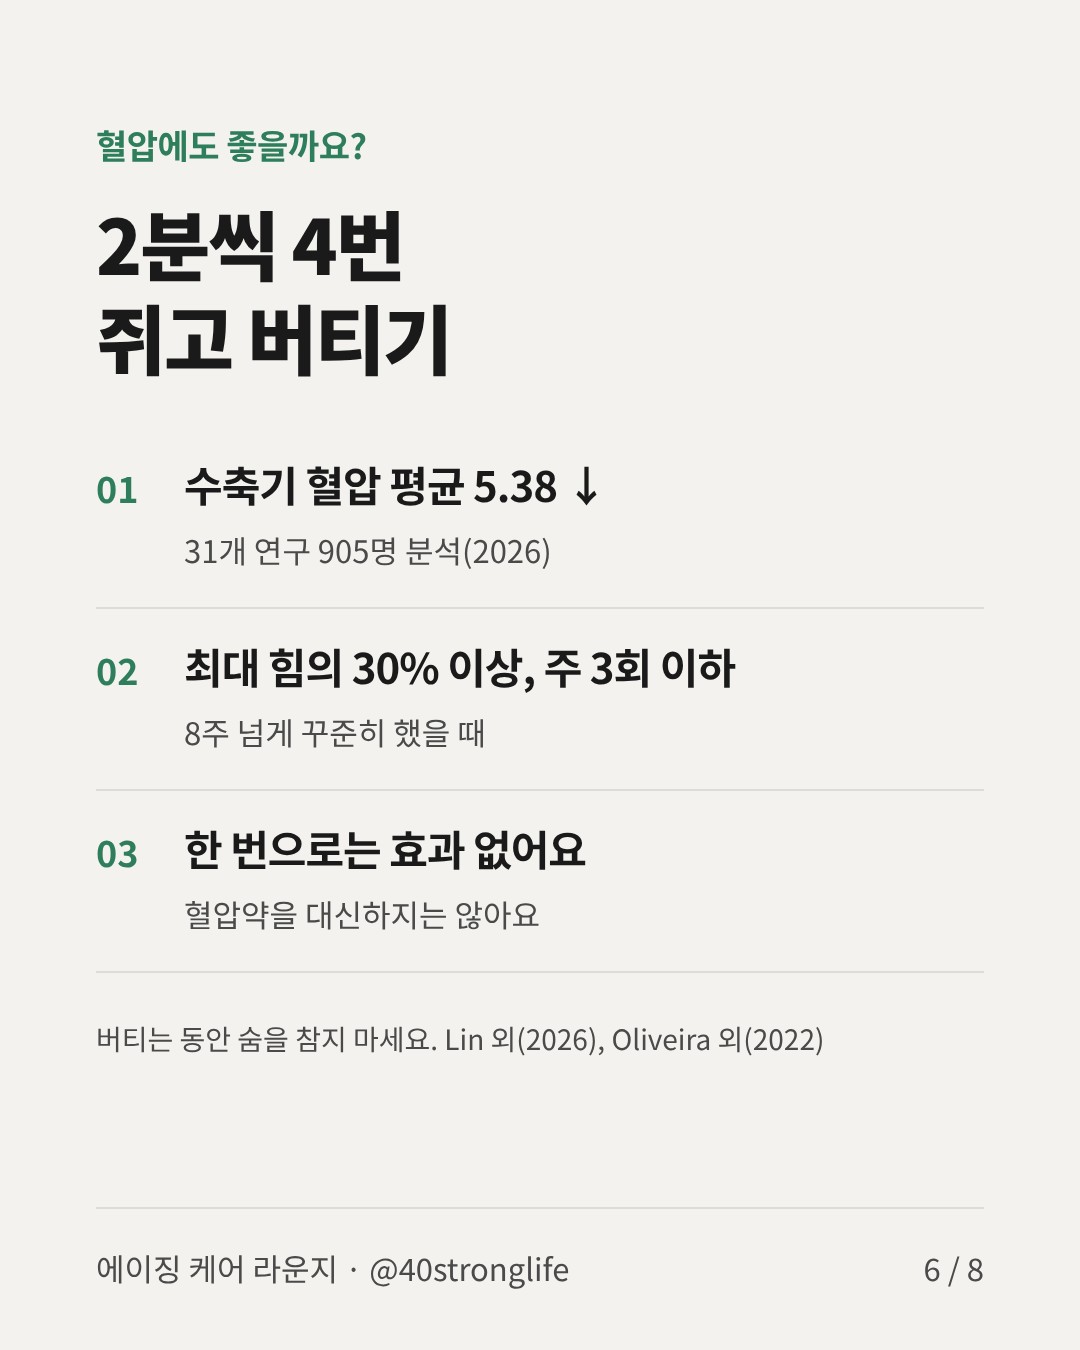 혈압에도 좋을까요?
2분씩 4번
쥐고 버티기
01 수축기 혈압 평균 5.38 ↓
31개 연구 905명 분석(2026)
02 최대 힘의 30% 이상, 주 3회 이하
8주 넘게 꾸준히 했을 때
03 한 번으로는 효과 없어요
혈압약을 대신하지는 않아요
버티는 동안 숨을 참지 마세요. Lin 외(2026), Oliveira 외(2022)
에이징 케어 라운지 · @40stronglife 6 / 8